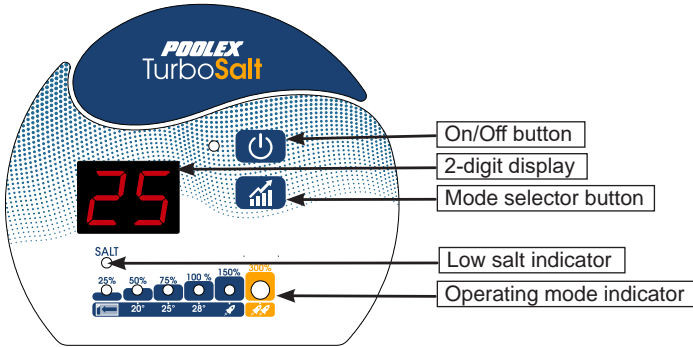 POOLEX
TurboSalt
On/Off button
2-digit display
25
Mode selector button
SALT
Low salt indicator
25% 50% 75% 100 % 150% 300%
Operating mode indicator
20° 25° 28°